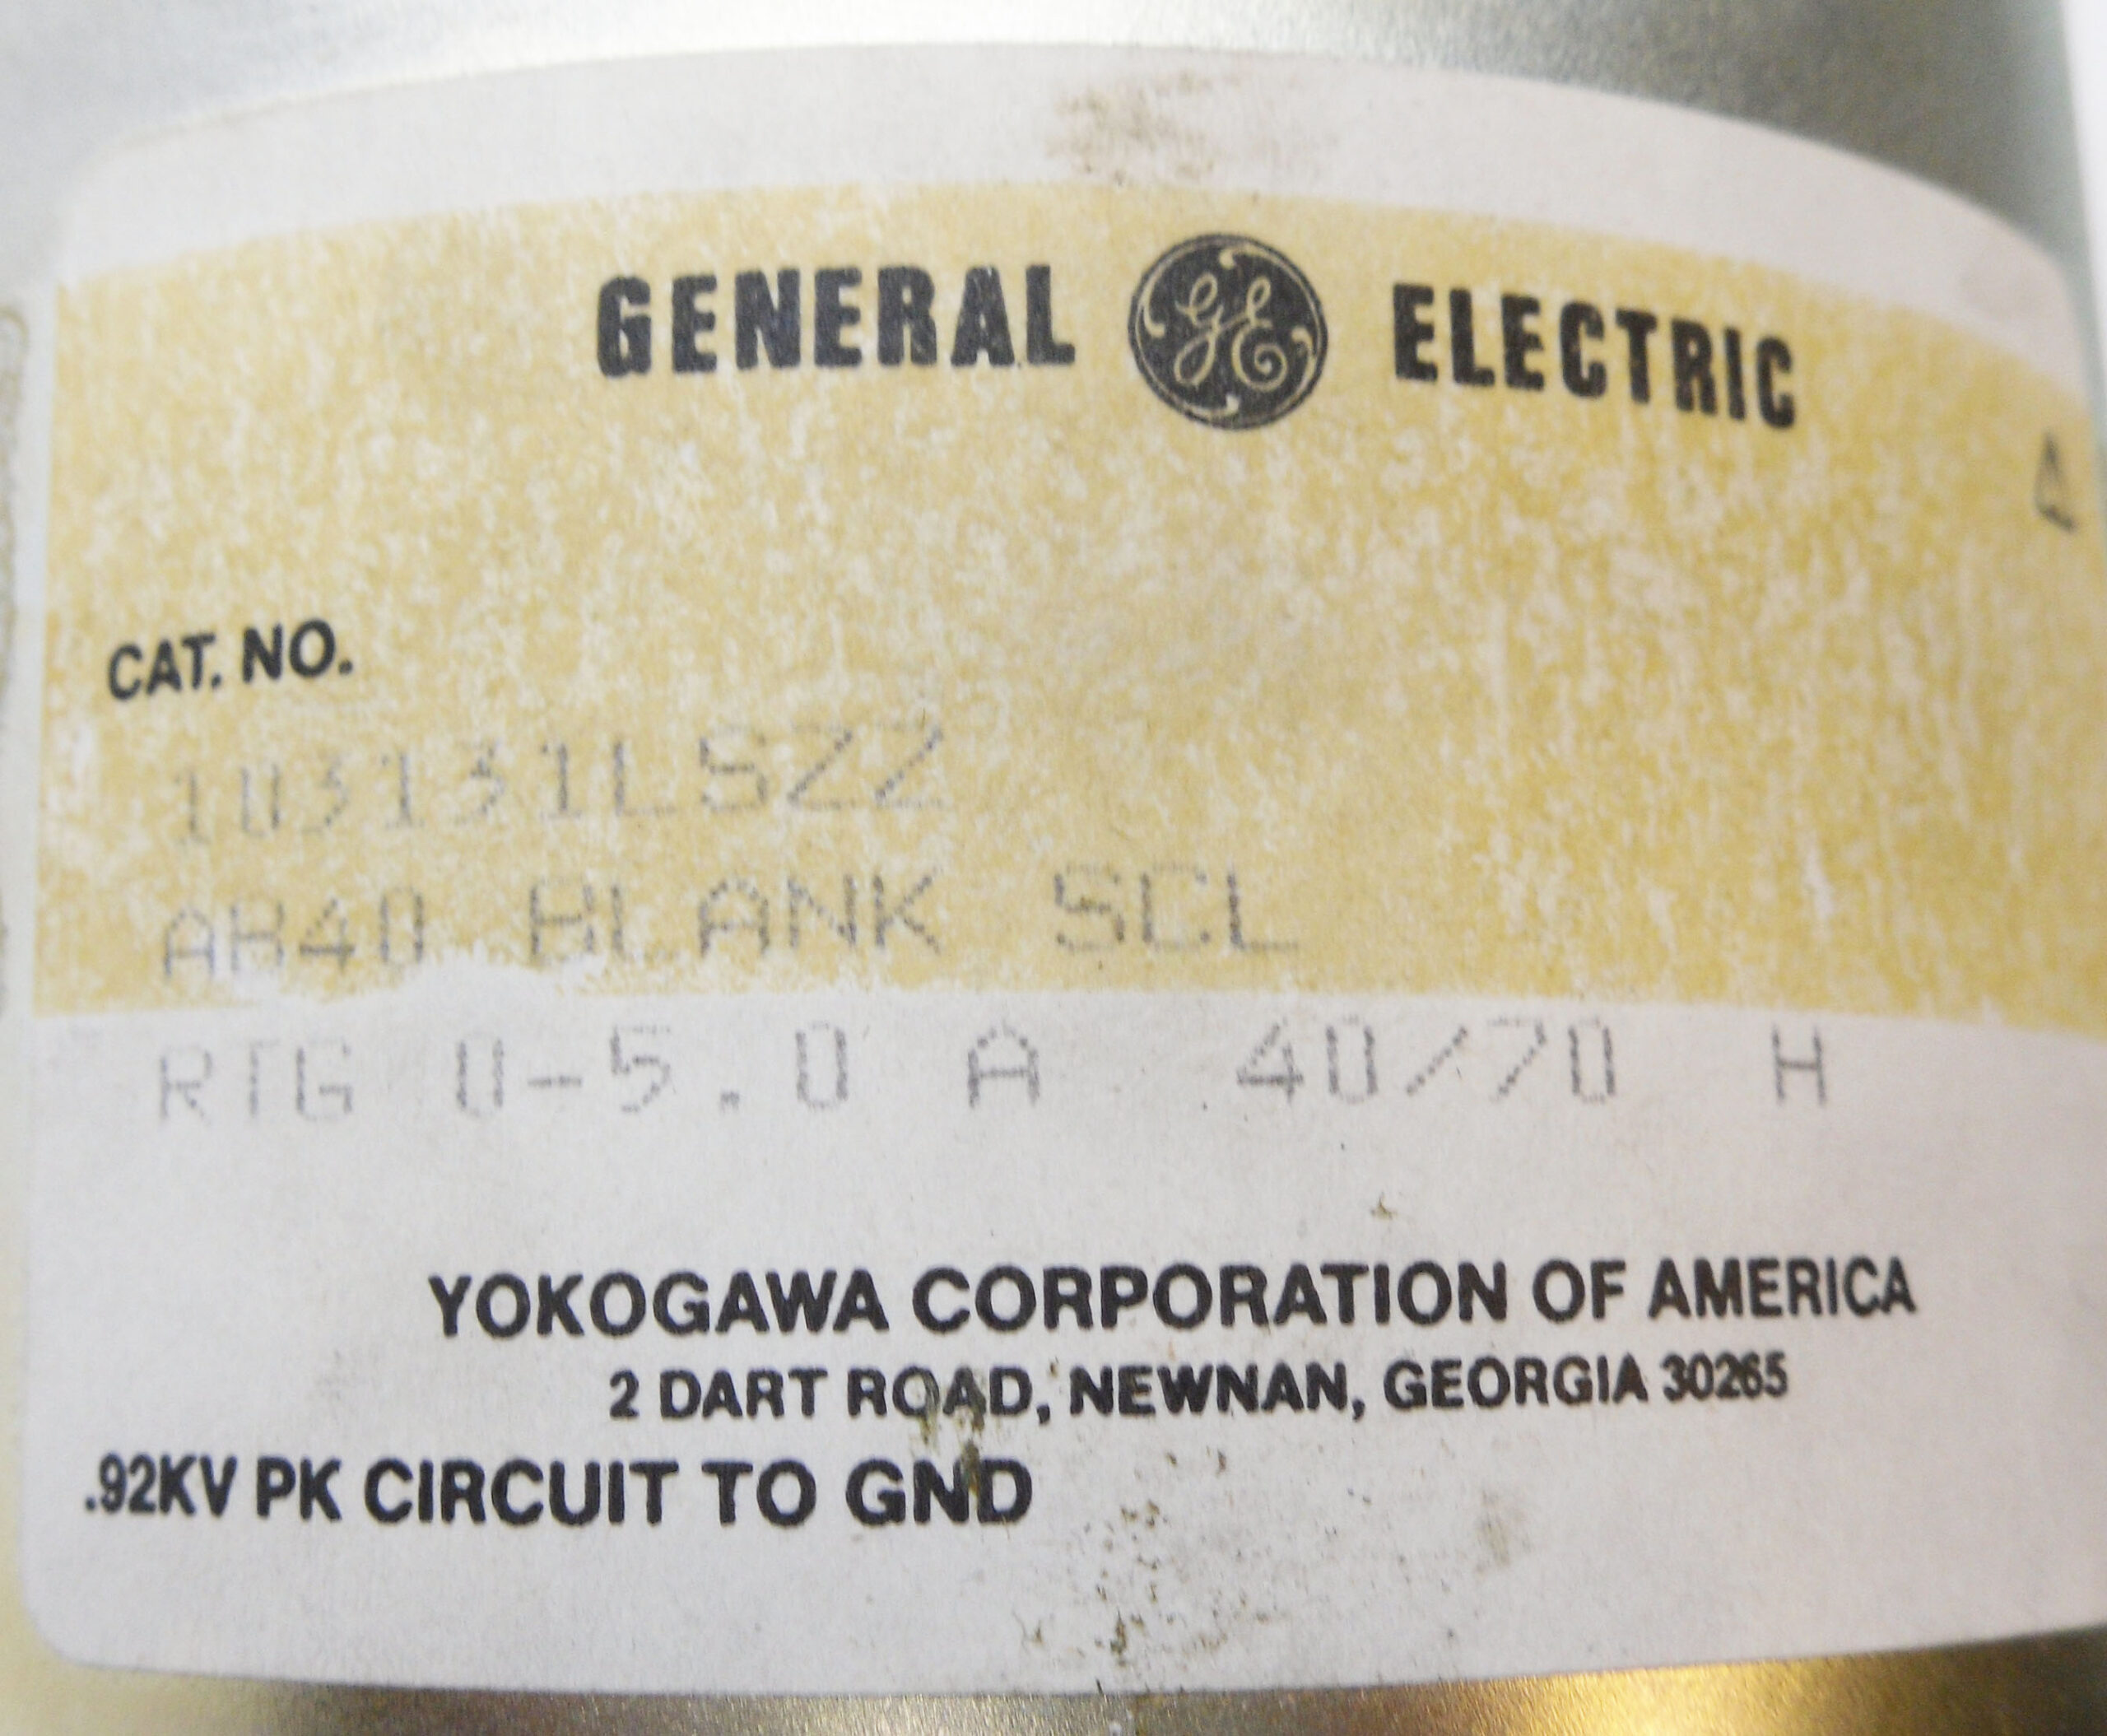 GENERAL GE ELECTRIC
A
CAT. NO.
103131LSZZ
AB40 BLANK SCL
RTG 0-5.0 A 40/70 H
YOKOGAWA CORPORATION OF AMERICA
2 DART ROAD, NEWNAN, GEORGIA 30265
.92KV PK CIRCUIT TO GND